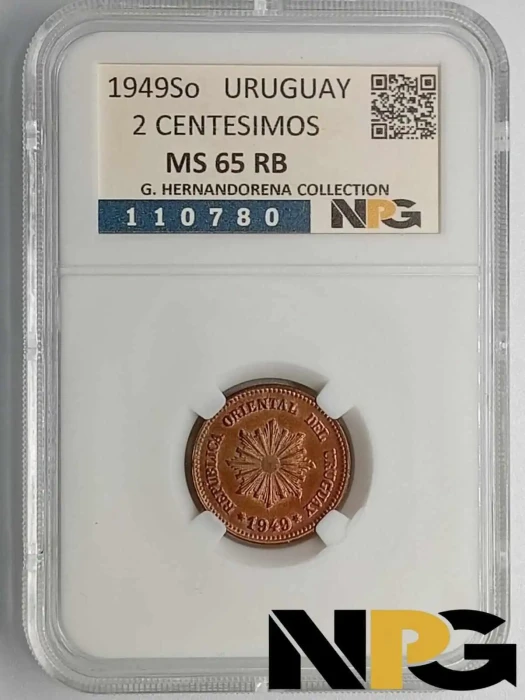 1949So URUGUAY
2 CENTESIMOS
MS 65 RB
G. HERNANDORENA COLLECTION
110780 NPG
REPUBLICA ORIENTAL DEL URUGUAY
*1949*
NPG